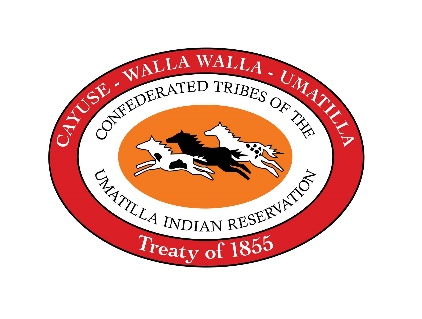 CAYUSE - WALLA WALLA - UMATILLA
CONFEDERATED TRIBES OF THE
UMATILLA INDIAN RESERVATION
Treaty of 1855